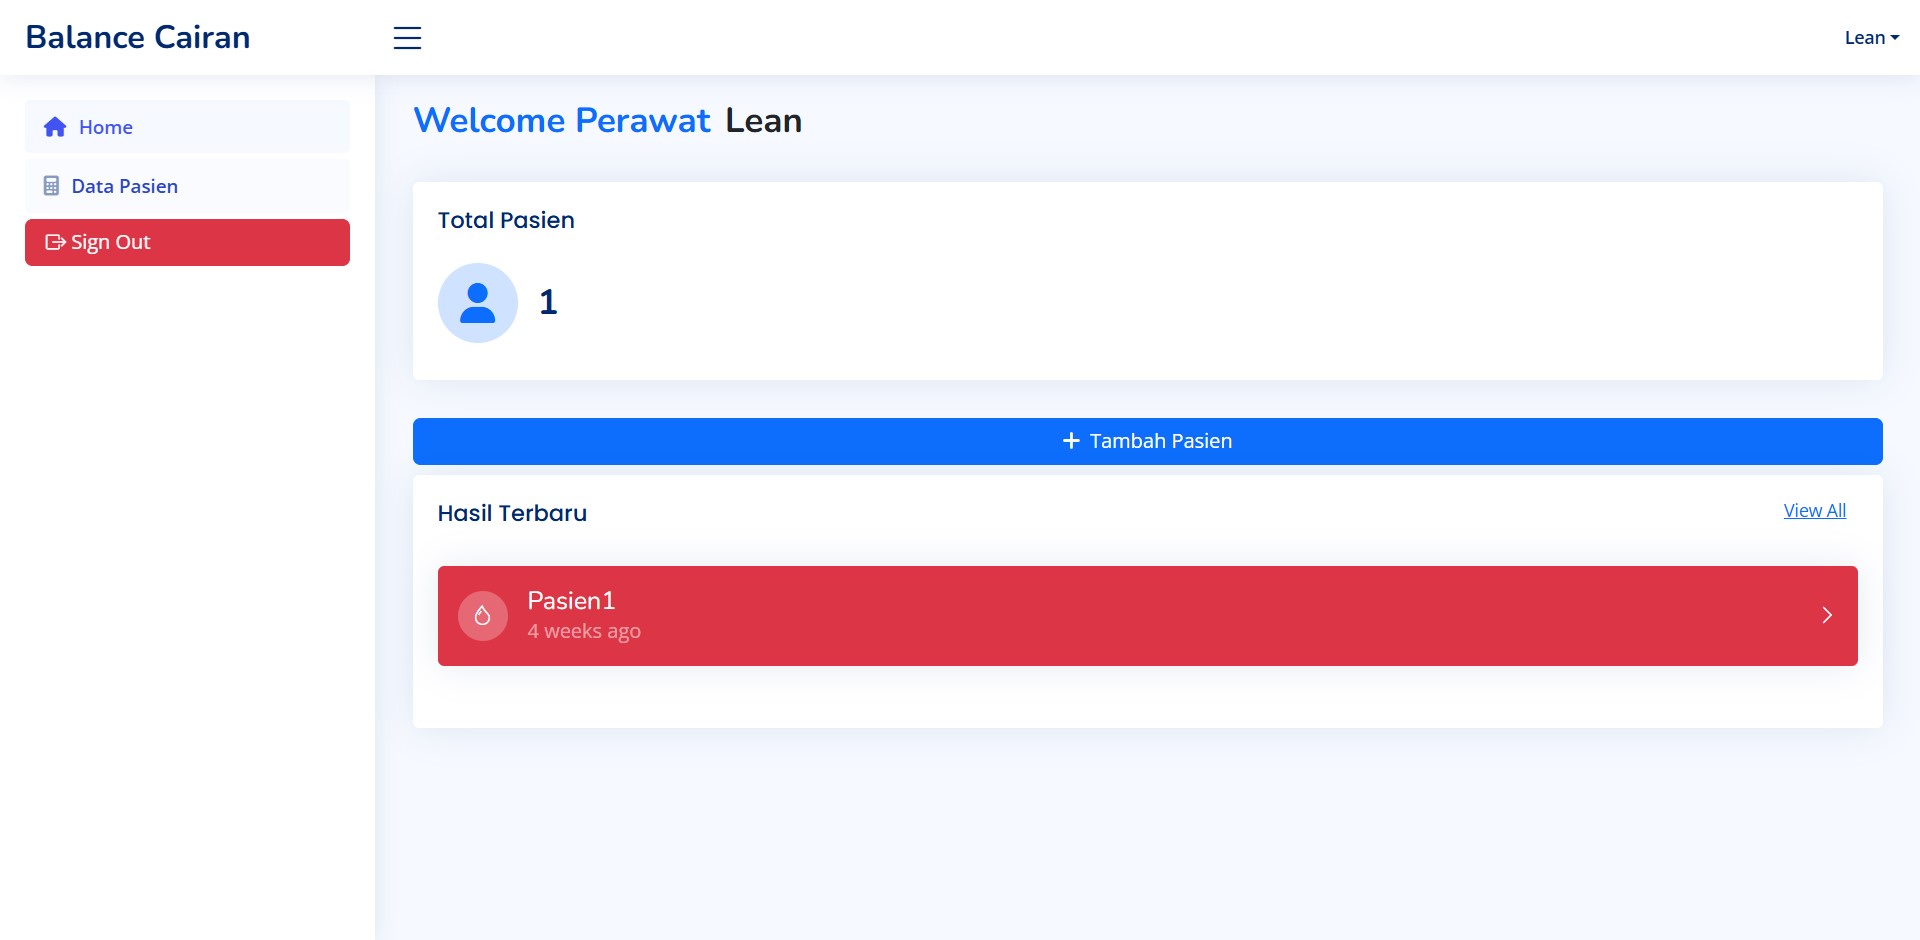 Balance Cairan
Lean
Home
Data Pasien
Sign Out
Welcome Perawat Lean
Total Pasien
1
Tambah Pasien
Hasil Terbaru
View All
Pasien1
4 weeks ago